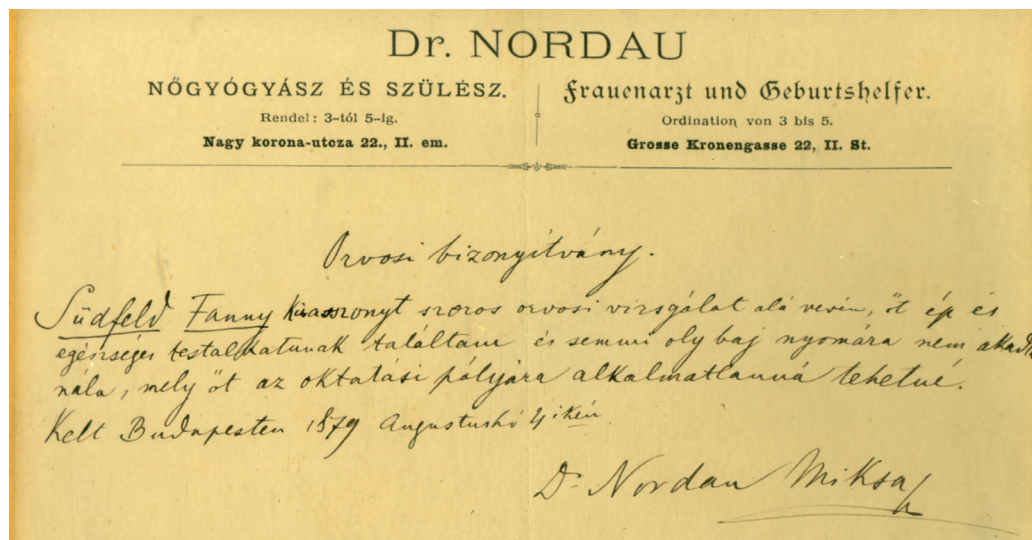 Dr. NORDAU
NŐGYÓGYÁSZ ÉS SZÜLÉSZ.
Rendel: 3-tól 5-ig.
Nagy korona-utcza 22., II. em.
Frauenarzt und Geburtshelfer.
Ordination von 3 bis 5.
Grosse Kronengasse 22, II. St.
Orvosi bizonyítvány.
Südfeld Fanny kisasszonyt szoros orvosi vizsgálat alá vevén, őt ép és
egészséges testalkatunak találtam és semmi oly baj nyomára nem akadtam
nála, mely őt az oktatási pályára alkalmatlanná tehetné.
Kelt Budapesten 1879 Augustushó 4ikén.
Dr Nordau Miksa